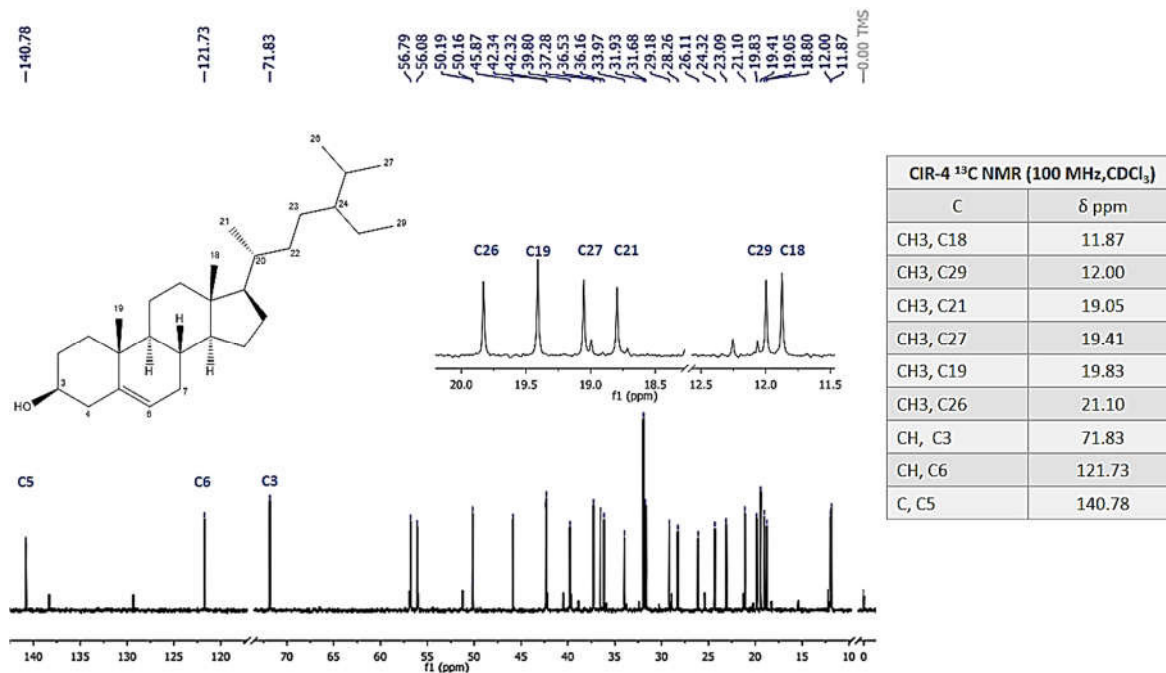 140.78
121.73
71.83
56.79
56.08
50.19
50.16
45.87
42.34
42.32
39.80
37.28
36.53
36.16
33.97
31.93
31.68
29.18
28.26
26.11
24.32
23.09
21.10
19.83
19.41
19.05
18.80
12.00
11.87
0.00 TMS
26
27
23
24
21
29
22
20
18
19
H
H
H
3
HO
4
6
7
C26 C19 C27 C21 C29 C18
20.0 19.5 19.0 18.5 12.5 12.0 11.5
f1 (ppm)
C5 C6 C3
140 135 130 125 120 70 65 60 55 50 45 40 35 30 25 20 15 10 0
f1 (ppm)
CIR-4 ¹³C NMR (100 MHz,CDCl₃)
C δ ppm
CH3, C18 11.87
CH3, C29 12.00
CH3, C21 19.05
CH3, C27 19.41
CH3, C19 19.83
CH3, C26 21.10
CH, C3 71.83
CH, C6 121.73
C, C5 140.78